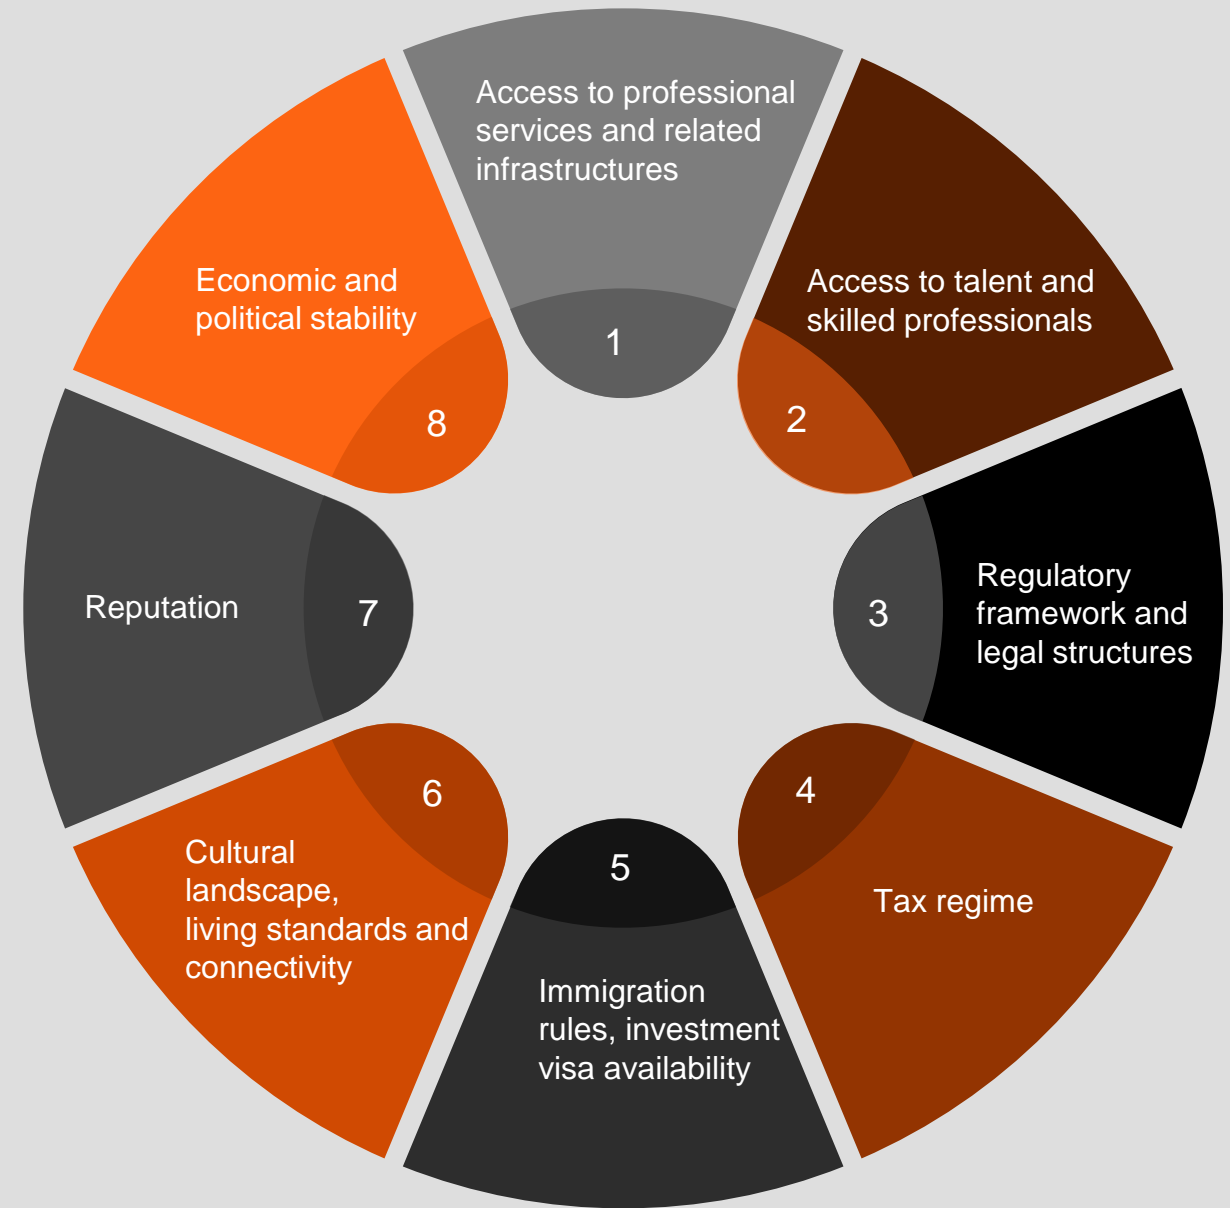 Access to professional
services and related
infrastructures
1
Access to talent and
skilled professionals
2
Regulatory
framework and
legal structures
3
Tax regime
4
Immigration
rules, investment
visa availability
5
Cultural
landscape,
living standards and
connectivity
6
Reputation
7
Economic and
political stability
8